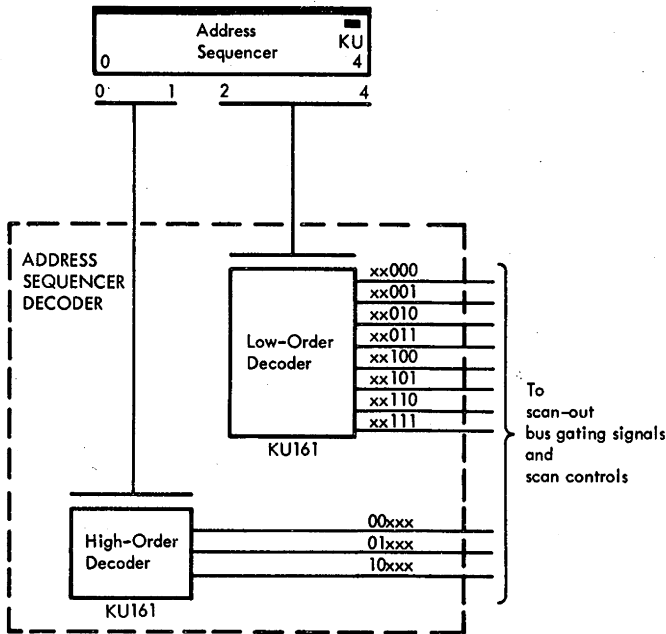 Address
Sequencer
KU
0
4
0 1 2 4
ADDRESS
SEQUENCER
DECODER
Low-Order
Decoder
KU161
xx000
xx001
xx010
xx011
xx100
xx101
xx110
xx111
To
scan-out
bus gating signals
and
scan controls
High-Order
Decoder
KU161
00xxx
01xxx
10xxx